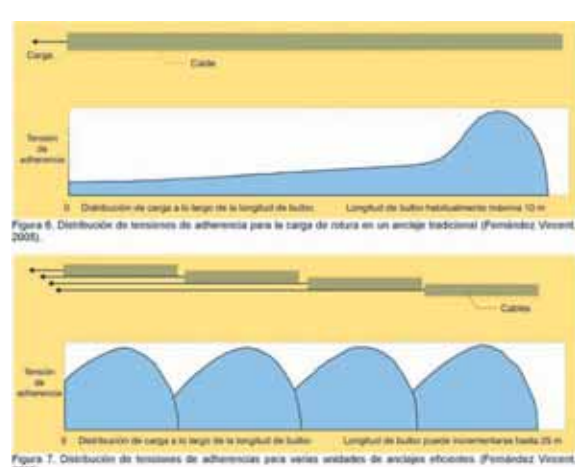 Carga
Cable
Tensión
de
adherencia
0 Distribución de carga a lo largo de la longitud de bulbo Longitud de bulbo habitualmente máxima 10 m
Figura 6. Distribución de tensiones de adherencia para la carga de rotura en un anclaje tradicional (Fernández Vincent,
2005).
Cables
Tensión
de
adherencia
0 Distribución de carga a lo largo de la longitud de bulbo Longitud de bulbo puede incrementarse hasta 25 m
Figura 7. Distribución de tensiones de adherencias para varias unidades de anclajes eficientes (Fernández Vincent,